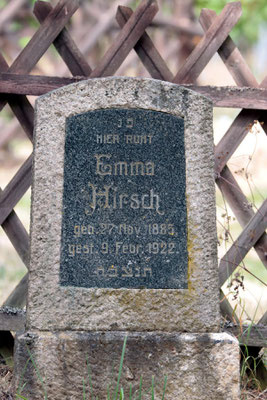 HIER RUHT
Emma
Hirsch
geb. 27. Nov. 1885,
gest. 9. Febr. 1922.